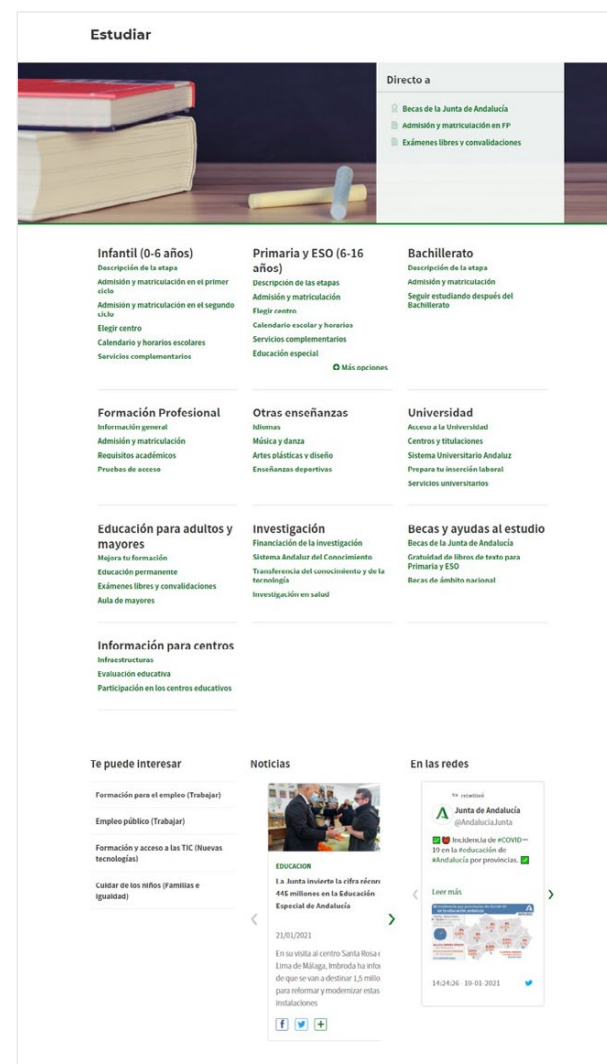 Estudiar
Directo a
Becas de la Junta de Andalucía
Admisión y matriculación en FP
Exámenes libres y convalidaciones
Infantil (0-6 años)
Descripción de la etapa
Admisión y matriculación en el primer
ciclo
Admisión y matriculación en el segundo
ciclo
Elegir centro
Calendario y horarios escolares
Servicios complementarios
Primaria y ESO (6-16
años)
Descripción de las etapas
Admisión y matriculación
Elegir centro
Calendario escolar y horarios
Servicios complementarios
Educación especial
Más opciones
Bachillerato
Descripción de la etapa
Admisión y matriculación
Seguir estudiando después del
Bachillerato
Formación Profesional
Información general
Admisión y matriculación
Requisitos académicos
Pruebas de acceso
Otras enseñanzas
Idiomas
Música y danza
Artes plásticas y diseño
Enseñanzas deportivas
Universidad
Acceso a la Universidad
Centros y titulaciones
Sistema Universitario Andaluz
Prepara tu inserción laboral
Servicios universitarios
Educación para adultos y
mayores
Mejora tu formación
Educación permanente
Exámenes libres y convalidaciones
Aula de mayores
Investigación
Financiación de la investigación
Sistema Andaluz del Conocimiento
Transferencia del conocimiento y de la
tecnología
Investigación en salud
Becas y ayudas al estudio
Becas de la Junta de Andalucía
Gratuidad de libros de texto para
Primaria y ESO
Becas de ámbito nacional
Información para centros
Infraestructuras
Evaluación educativa
Participación en los centros educativos
Te puede interesar
Formación para el empleo (Trabajar)
Empleo público (Trabajar)
Formación y acceso a las TIC (Nuevas
tecnologías)
Cuidar de los niños (Familias e
igualdad)
Noticias
EDUCACION
La Junta invierte la cifra récord
445 millones en la Educación
Especial de Andalucía
21/01/2021
En su visita al centro Santa Rosa
Lima de Málaga, Imbroda ha
de que se van a destinar 1,5
para reformar y modernizar estas
instalaciones
En las redes
retwitteó
Junta de Andalucía
@AndaluciaJunta
Incidencia de #COVID—
19 en la #educación de
#Andalucía por provincias.
Leer más
14:24:26 · 19-01-2021